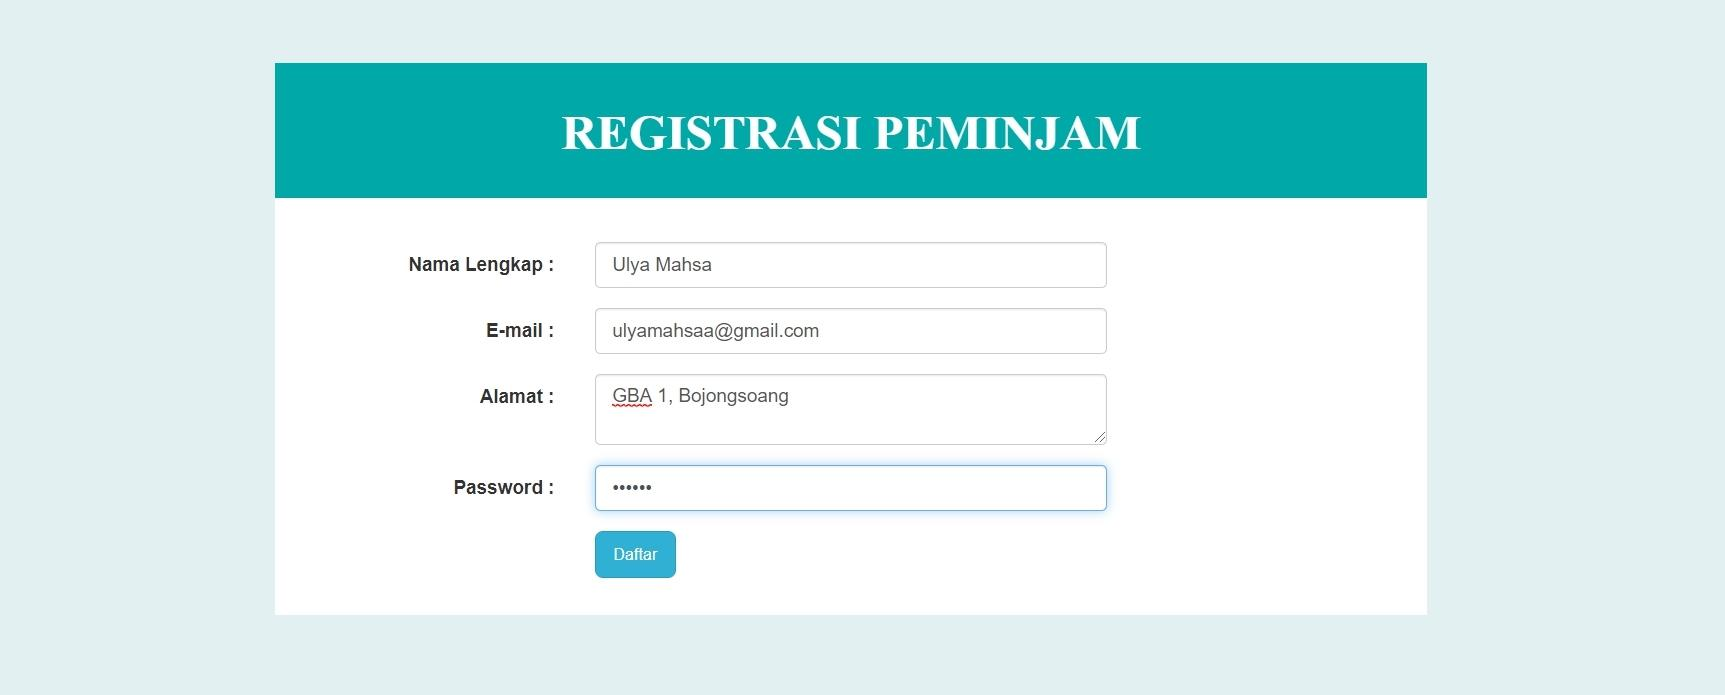 REGISTRASI PEMINJAM
Nama Lengkap : Ulya Mahsa
E-mail : ulyamahsaa@gmail.com
Alamat : GBA 1, Bojongsoang
Password : ••••••
Daftar